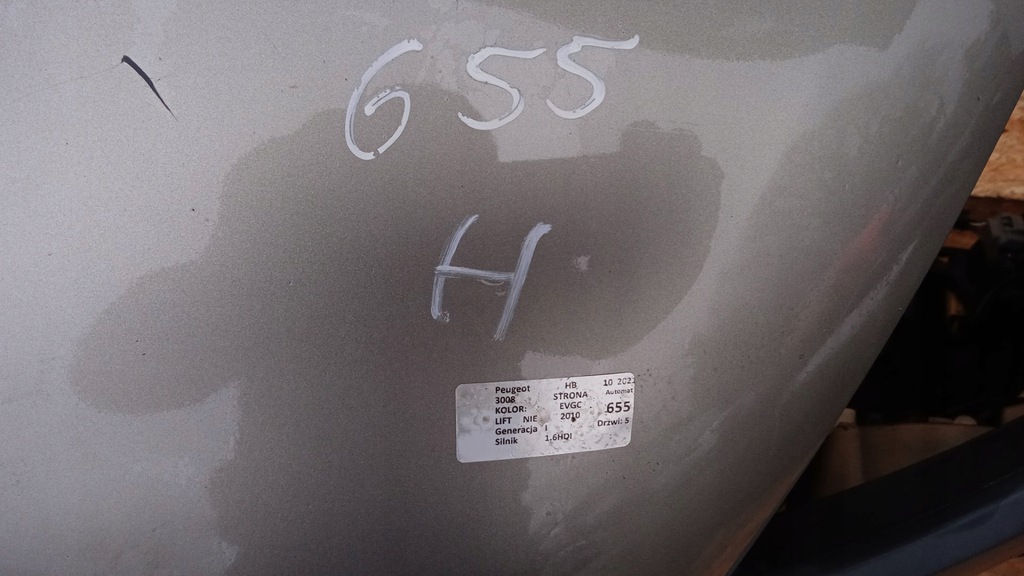 655
H
Peugeot HB 10 2021
3008 STRONA Automat
KOLOR: EVGC 655
LIFT NIE 2010 Drzwi: 5
Generacja I
Silnik 1.6HDI